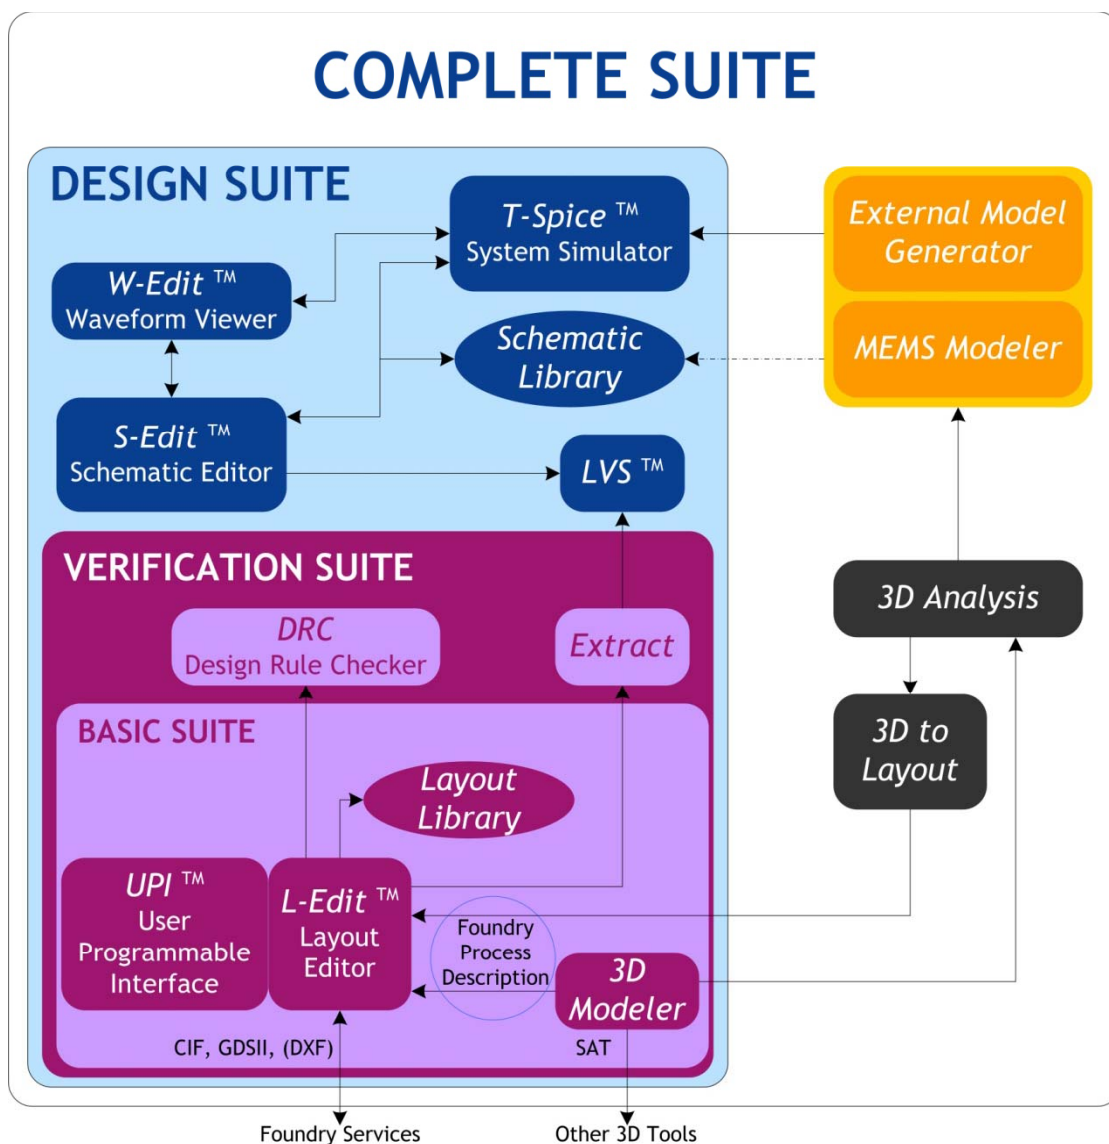 COMPLETE SUITE
DESIGN SUITE
T-Spice ™
System Simulator
External Model
Generator
W-Edit ™
Waveform Viewer
Schematic
Library
MEMS Modeler
S-Edit ™
Schematic Editor
LVS ™
VERIFICATION SUITE
DRC
Design Rule Checker
Extract
3D Analysis
BASIC SUITE
3D to
Layout
Layout
Library
UPI ™
User
Programmable
Interface
L-Edit ™
Layout
Editor
Foundry
Process
Description
3D
Modeler
CIF, GDSII, (DXF)
SAT
Foundry Services
Other 3D Tools